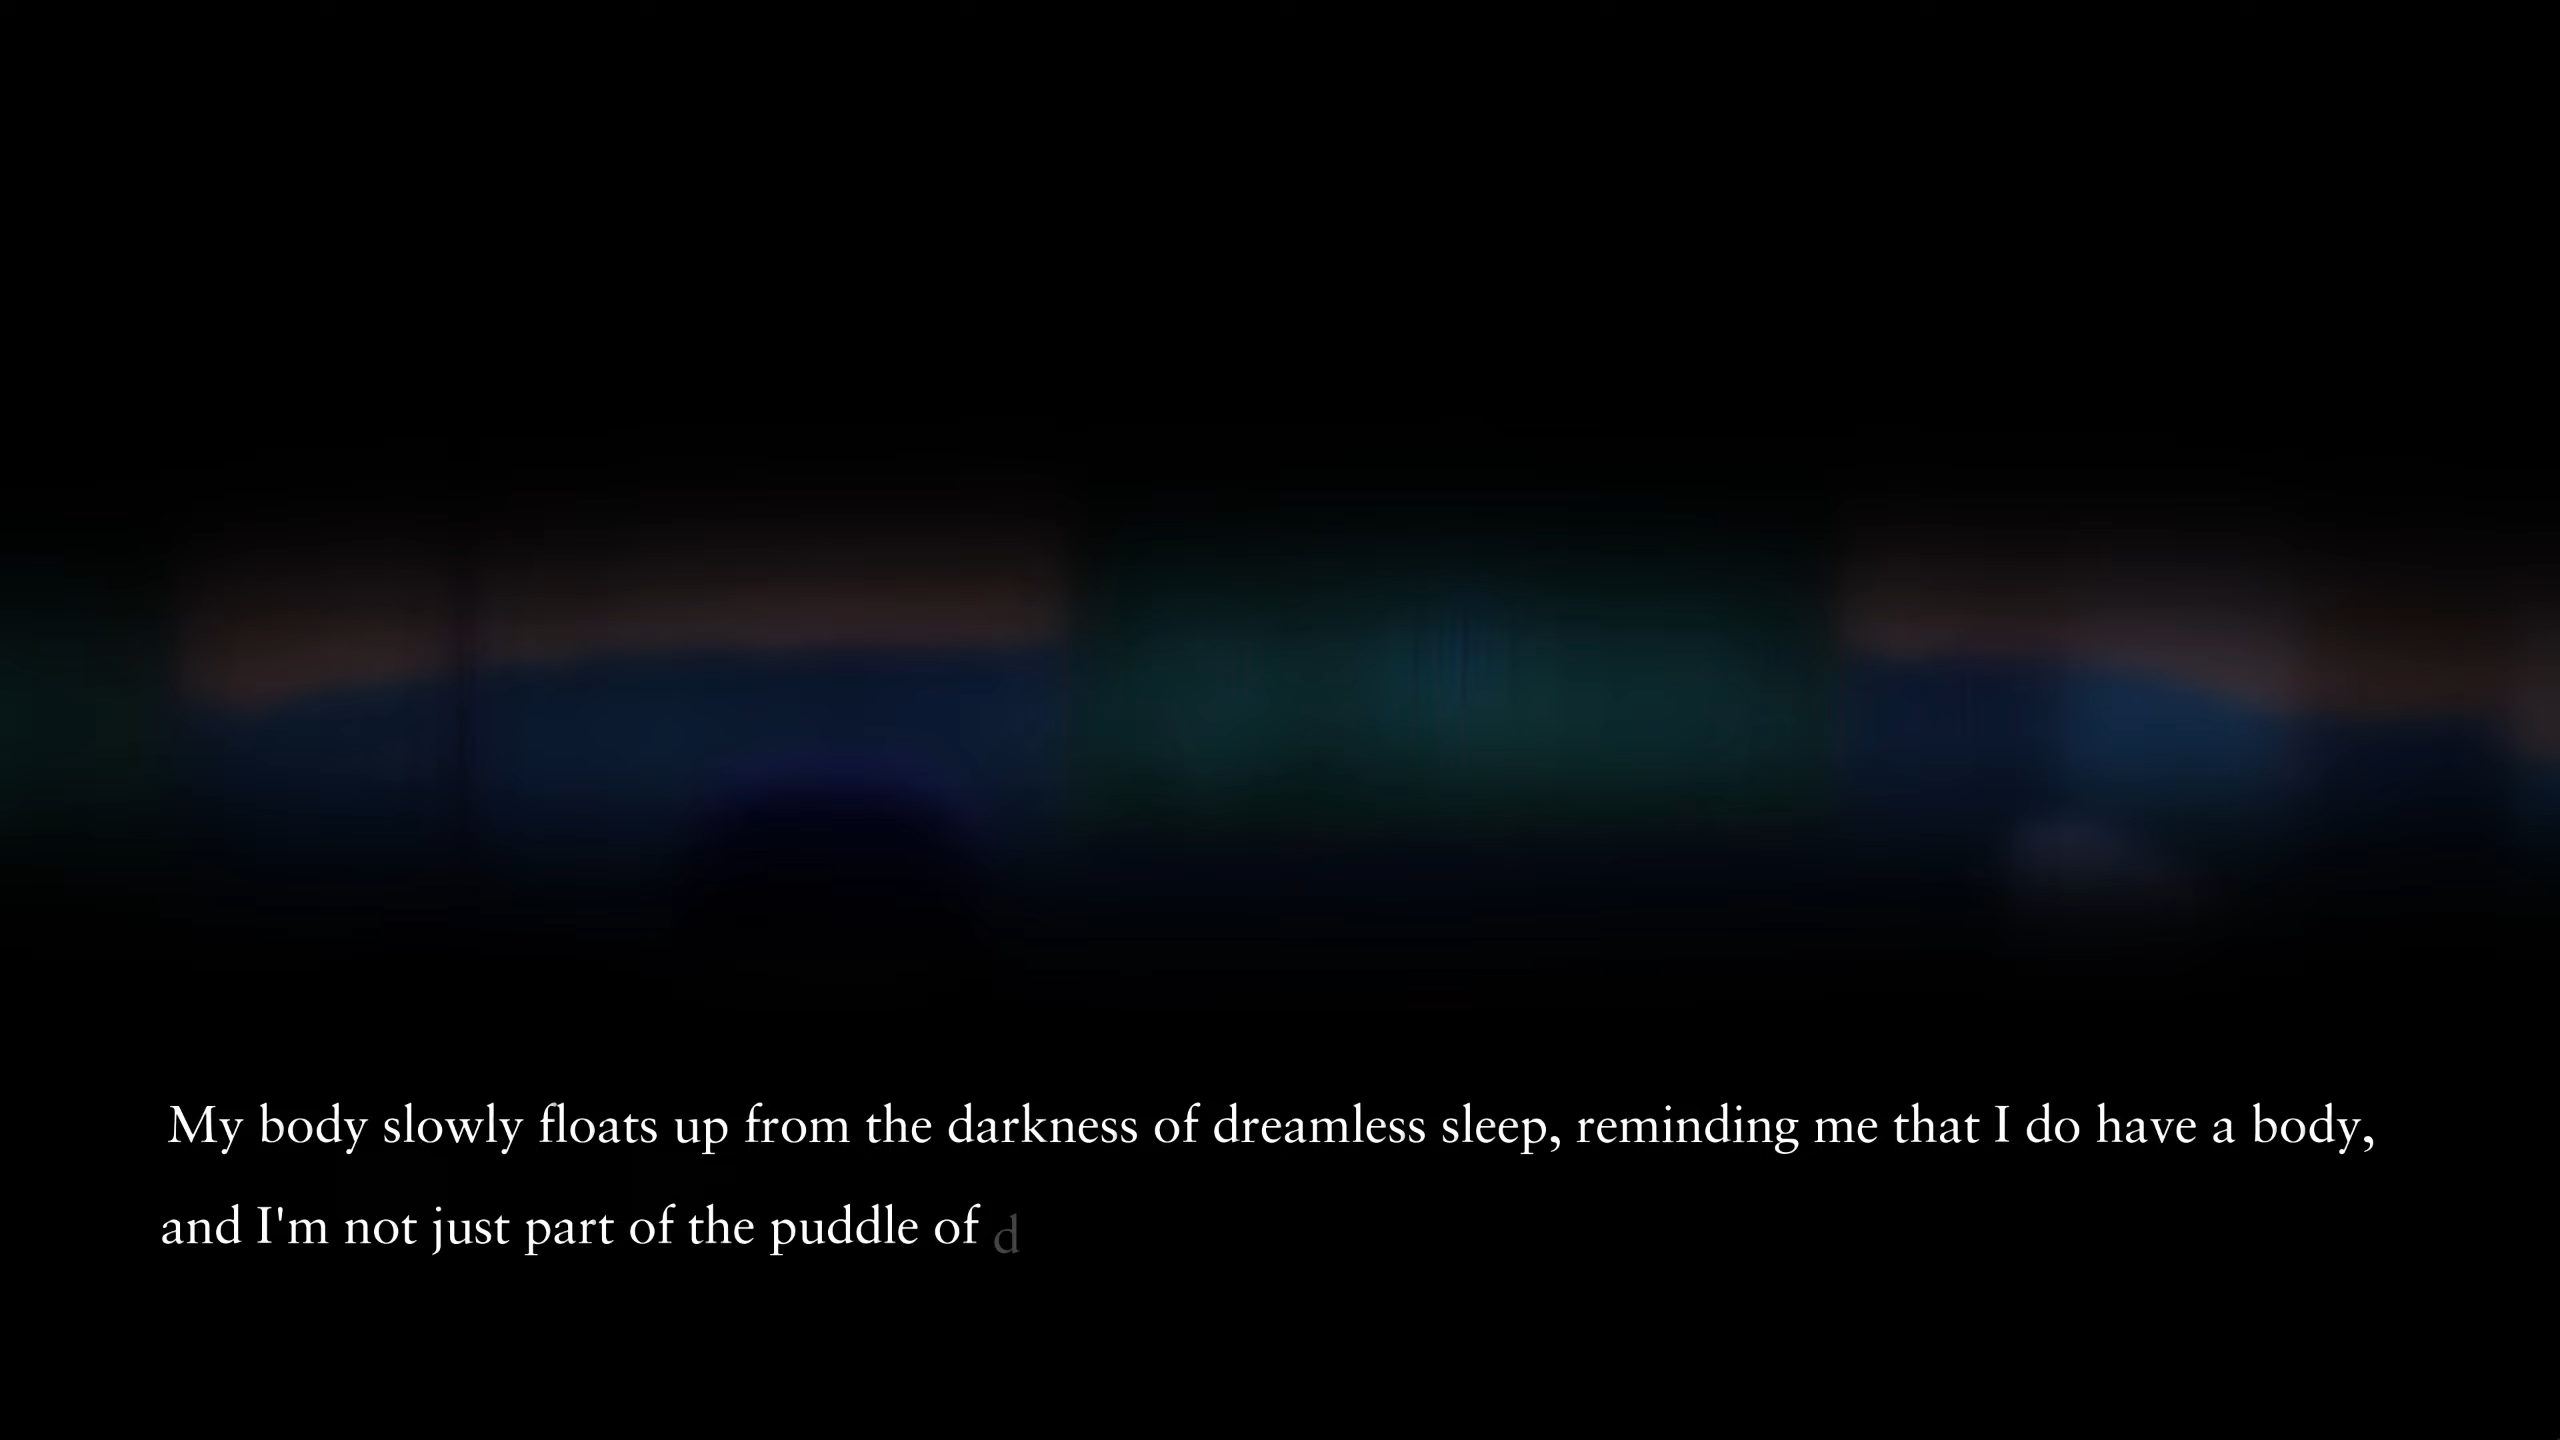 My body slowly floats up from the darkness of dreamless sleep, reminding me that I do have a body,
and I'm not just part of the puddle of d